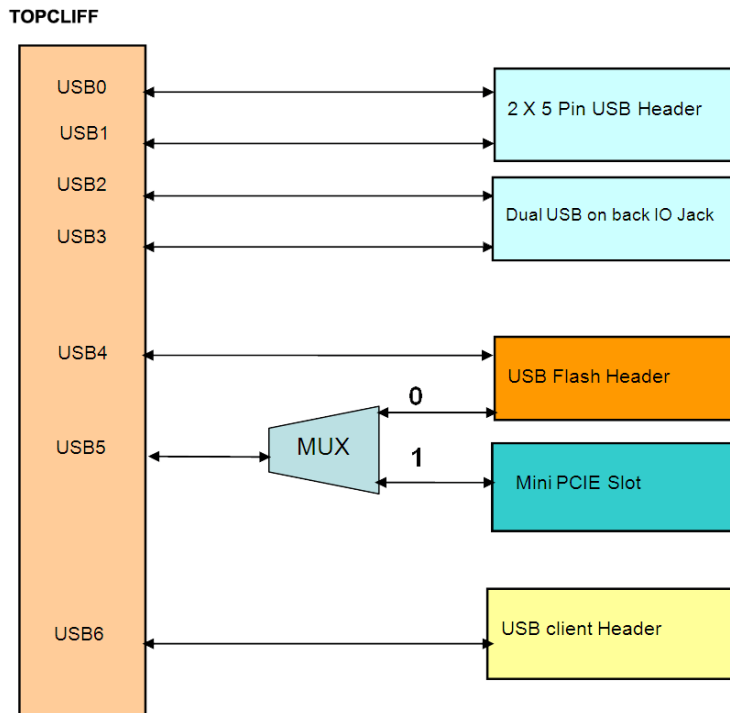 TOPCLIFF
USB0
2 X 5 Pin USB Header
USB1
USB2
Dual USB on back IO Jack
USB3
USB4
USB Flash Header
0
USB5
MUX
1
Mini PCIE Slot
USB6
USB client Header